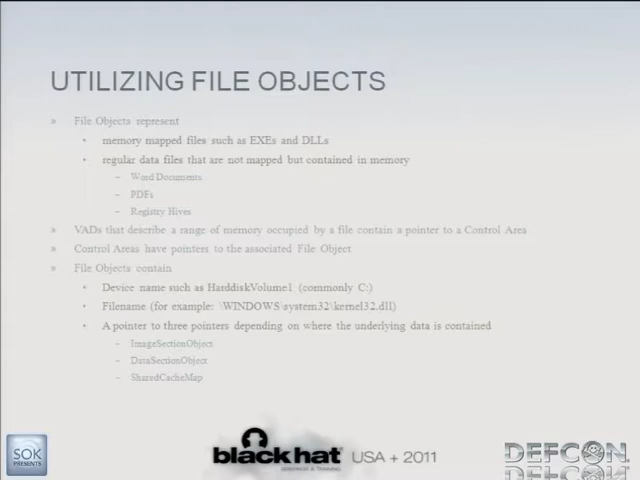 UTILIZING FILE OBJECTS
» File Objects represent
• memory mapped files such as EXEs and DLLs
• regular data files that are not mapped but contained in memory
– Word Documents
– PDFs
– Registry Hives
» VADs that describe a range of memory occupied by a file contain a pointer to a Control Area
» Control Areas have pointers to the associated File Object
» File Objects contain
• Device name such as HarddiskVolume1 (commonly C:)
• Filename (for example: \WINDOWS\system32\kernel32.dll)
• A pointer to three pointers depending on where the underlying data is contained
– ImageSectionObject
– DataSectionObject
– SharedCacheMap
SOK
PRESENTS
black hat USA + 2011
DEFCON